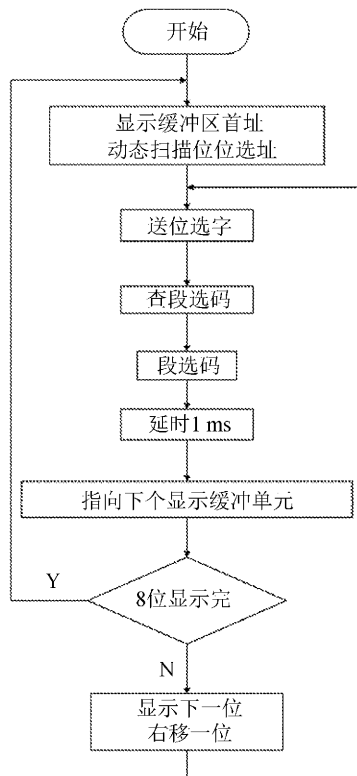 开始
显示缓冲区首址
动态扫描位位选址
送位选字
查段选码
段选码
延时1 ms
指向下个显示缓冲单元
8位显示完
Y
N
显示下一位
右移一位